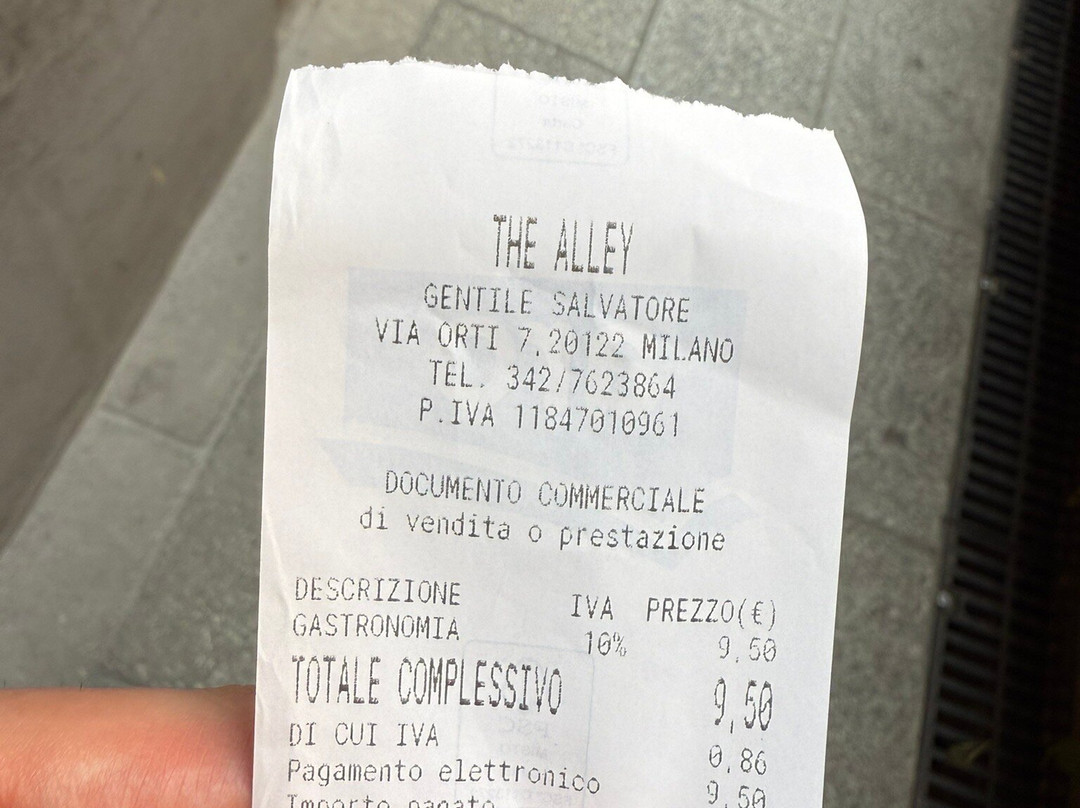 THE ALLEY
GENTILE SALVATORE
VIA ORTI 7,20122 MILANO
TEL. 342/7623864
P.IVA 11847010961
DOCUMENTO COMMERCIALE
di vendita o prestazione
DESCRIZIONE IVA PREZZO(€)
GASTRONOMIA 10% 9,50
TOTALE COMPLESSIVO 9,50
DI CUI IVA 0,86
Pagamento elettronico 9,50
Importo pagato